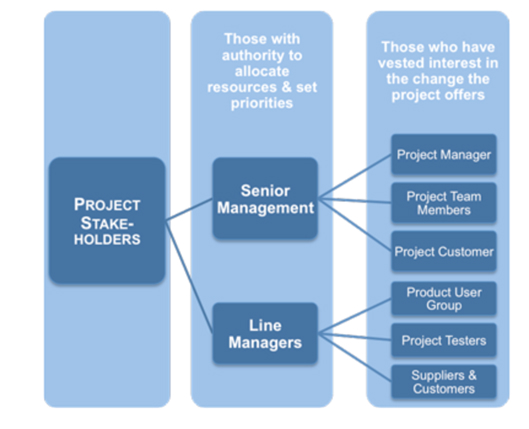 Those with
authority to
allocate
resources & set
priorities
Those who have
vested interest in
the change the
project offers
PROJECT
STAKE-
HOLDERS
Senior
Management
Line
Managers
Project Manager
Project Team
Members
Project Customer
Product User
Group
Project Testers
Suppliers &
Customers